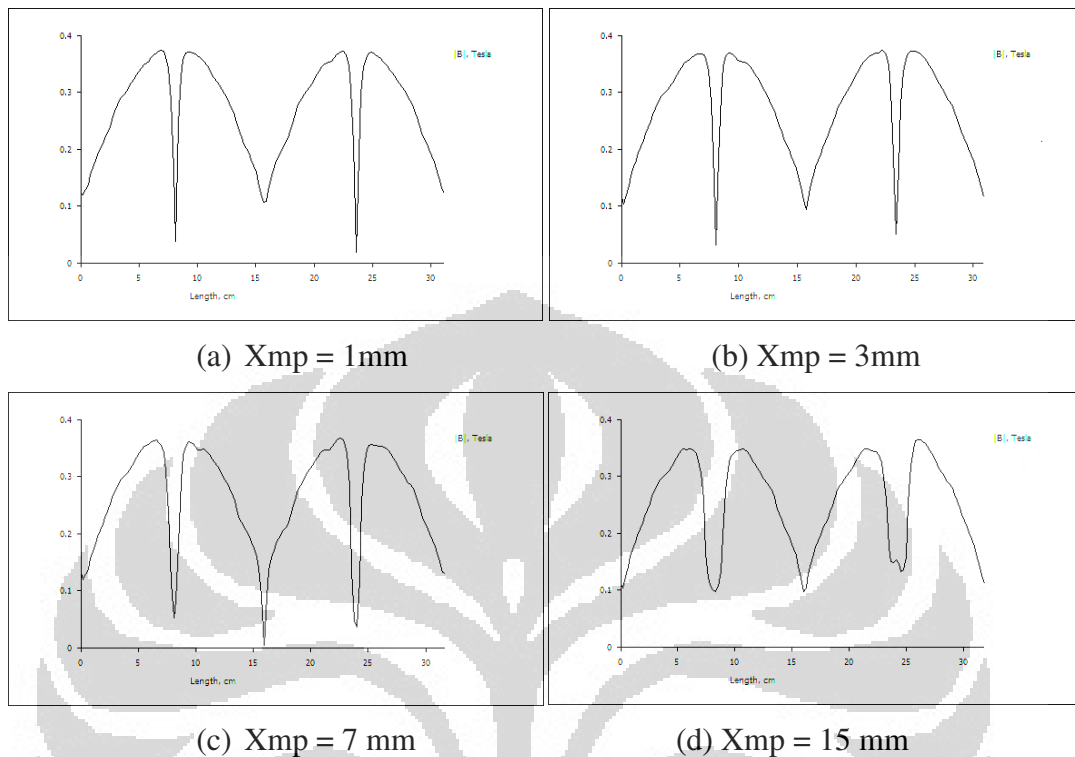 0.4
0.3
0.2
0.1
0
0 5 10 15 20 25 30
Length, cm
|B|, Tesla
0.4
0.3
0.2
0.1
0
0 5 10 15 20 25 30
Length, cm
|B|, Tesla
(a) Xmp = 1mm
(b) Xmp = 3mm
0.4
0.3
0.2
0.1
0
0 5 10 15 20 25 30
Length, cm
|B|, Tesla
0.4
0.3
0.2
0.1
0
0 5 10 15 20 25 30
Length, cm
|B|, Tesla
(c) Xmp = 7 mm
(d) Xmp = 15 mm